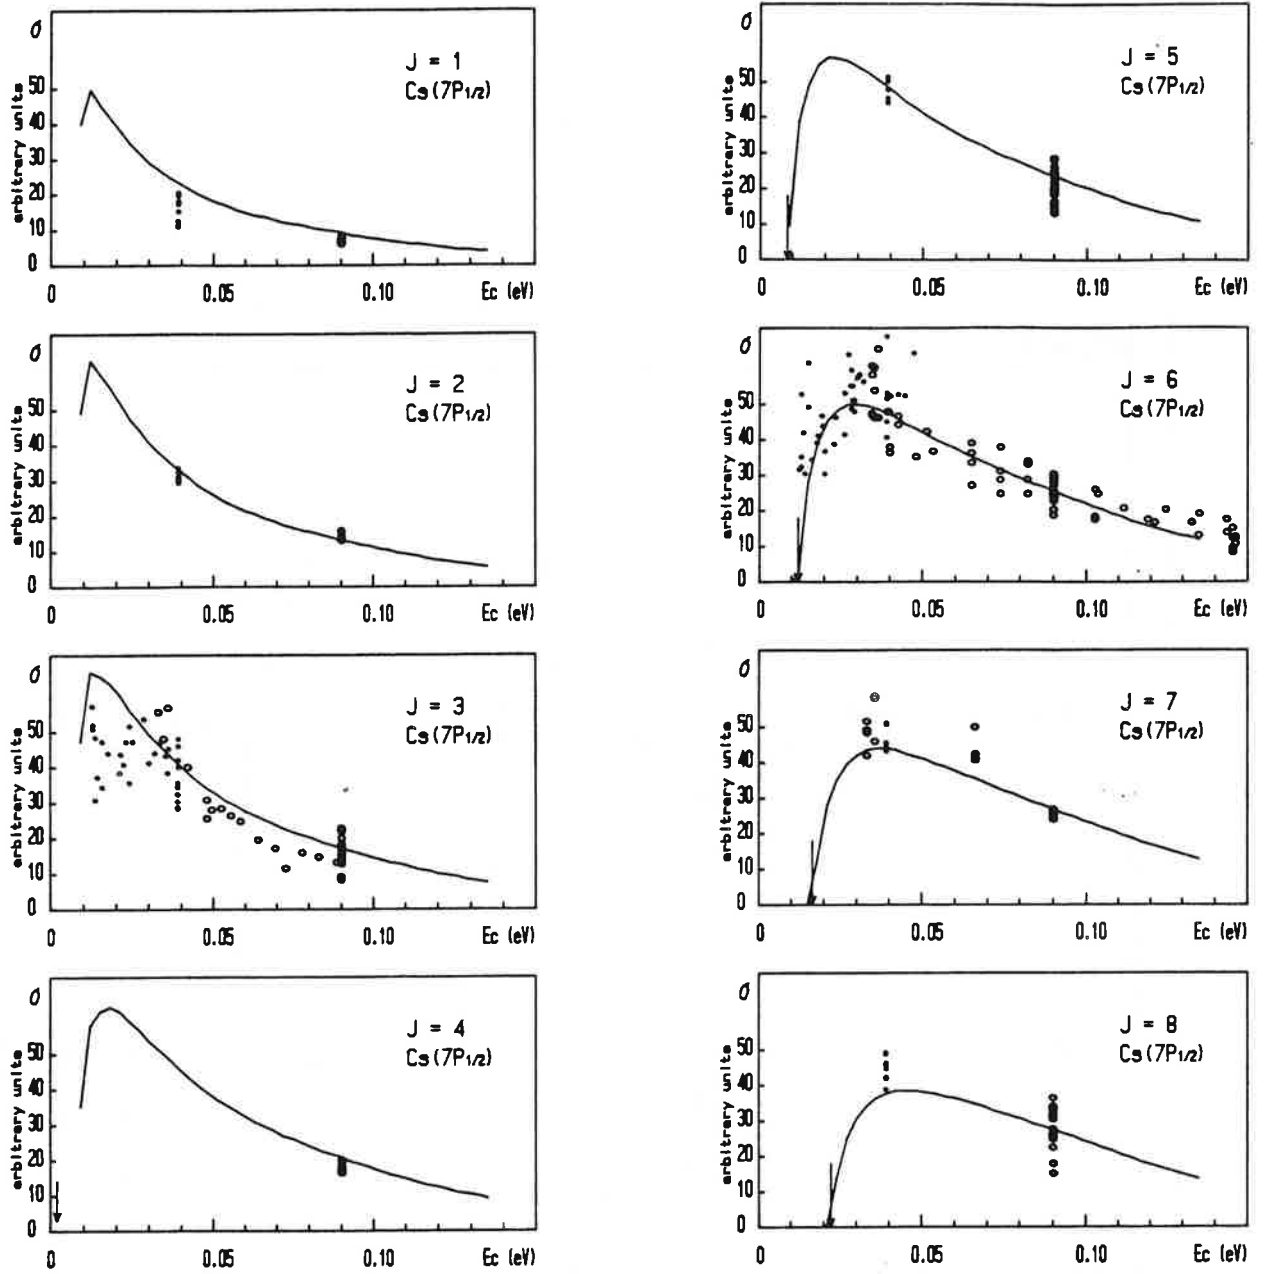 σ
J = 1
Cs(7P1/2)
arbitrary units
50
40
30
20
10
0
0 0.05 0.10 Ec (eV)
σ
J = 2
Cs(7P1/2)
arbitrary units
50
40
30
20
10
0
0 0.05 0.10 Ec (eV)
σ
J = 3
Cs(7P1/2)
arbitrary units
50
40
30
20
10
0
0 0.05 0.10 Ec (eV)
σ
J = 4
Cs(7P1/2)
arbitrary units
50
40
30
20
10
0
0 0.05 0.10 Ec (eV)
σ
J = 5
Cs(7P1/2)
arbitrary units
50
40
30
20
10
0
0 0.05 0.10 Ec (eV)
σ
J = 6
Cs(7P1/2)
arbitrary units
50
40
30
20
10
0
0 0.05 0.10 Ec (eV)
σ
J = 7
Cs(7P1/2)
arbitrary units
50
40
30
20
10
0
0 0.05 0.10 Ec (eV)
σ
J = 8
Cs(7P1/2)
arbitrary units
50
40
30
20
10
0
0 0.05 0.10 Ec (eV)